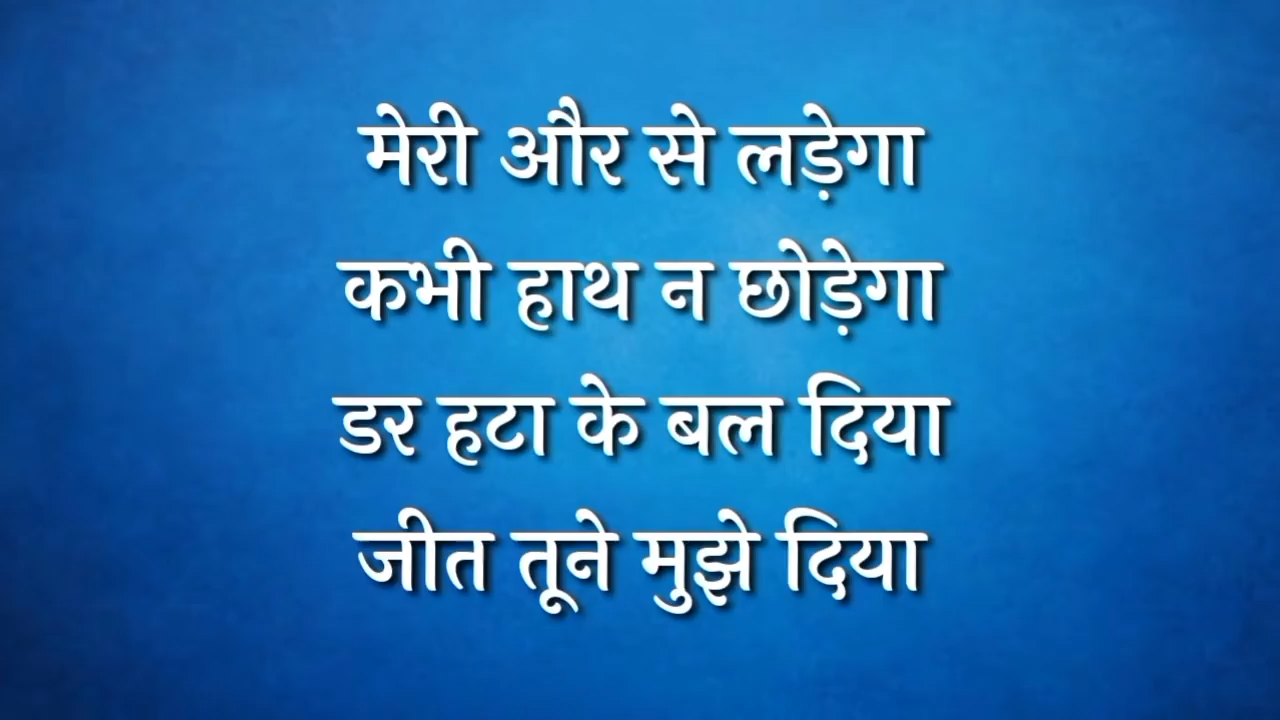 मेरी और से लड़ेगा
कभी हाथ न छोड़ेगा
डर हटा के बल दिया
जीत तूने मुझे दिया